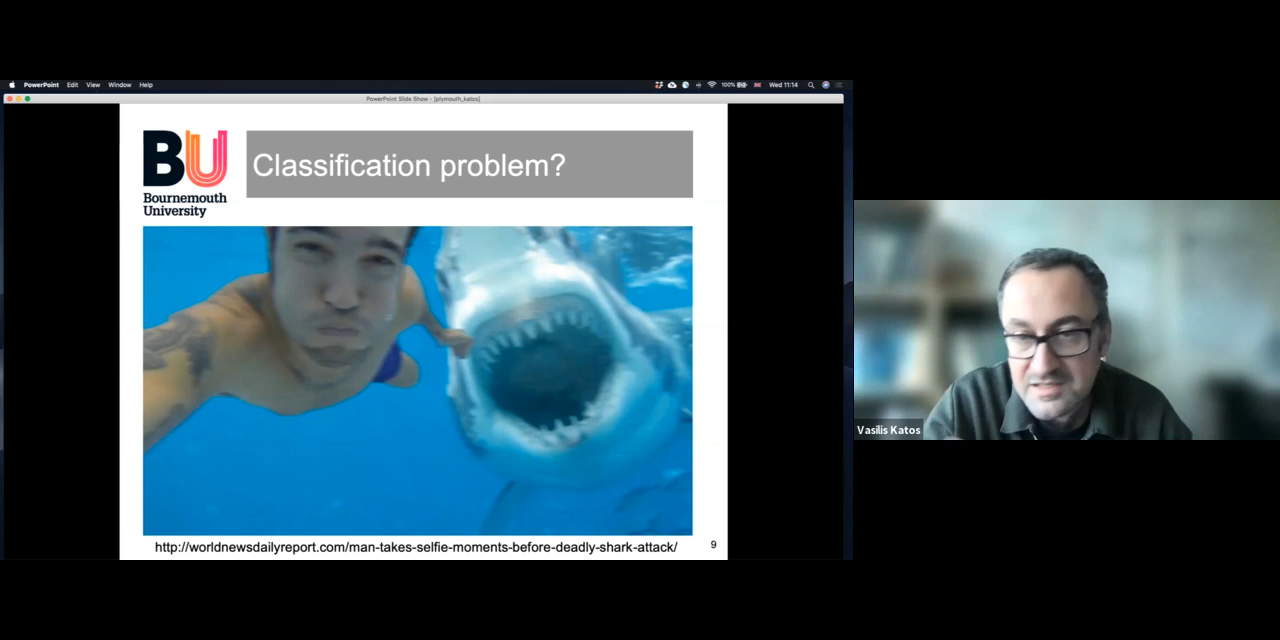 PowerPoint Edit View Window Help
100% Wed 11:14
PowerPoint Slide Show - [plymouth_katos]
BU
Bournemouth
University
Classification problem?
http://worldnewsdailyreport.com/man-takes-selfie-moments-before-deadly-shark-attack/
9
Vasilis Katos